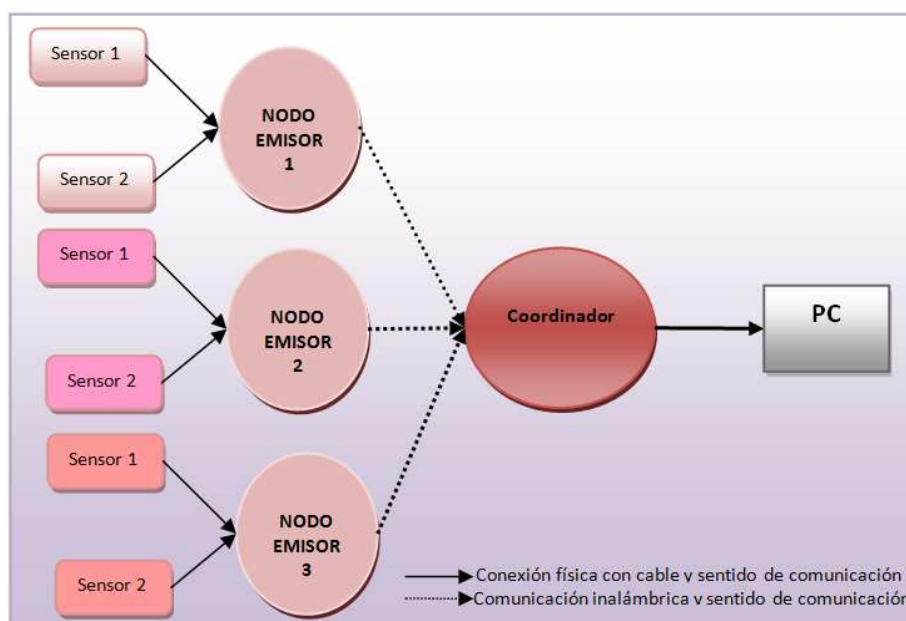 Sensor 1
NODO
EMISOR
1
Sensor 2
Sensor 1
NODO
EMISOR
2
Coordinador
PC
Sensor 2
Sensor 1
NODO
EMISOR
3
Sensor 2
Conexión física con cable y sentido de comunicación
Comunicación inalámbrica y sentido de comunicación